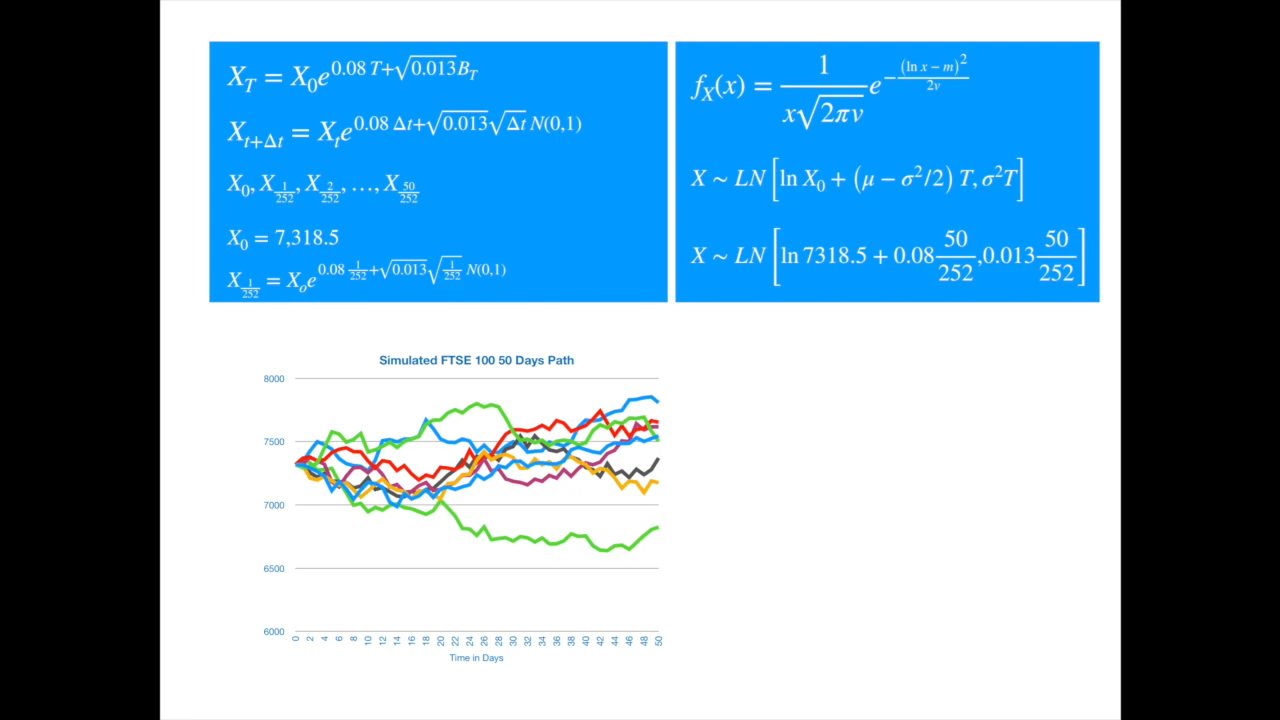 X_T = X_0 e^{0.08 T+√0.013 B_T}
X_{t+Δt} = X_t e^{0.08 Δt+√0.013 √Δt N(0,1)}
X_0, X_{1/252}, X_{2/252}, …, X_{50/252}
X_0 = 7,318.5
X_{1/252} = X_o e^{0.08 1/252+√0.013 √(1/252) N(0,1)}
f_X(x) = 1/(x√(2πv)) e^{-(ln x − m)^2/2v}
X ~ LN [ln X_0 + (μ − σ^2/2) T, σ^2T]
X ~ LN [ln 7318.5 + 0.08 50/252 ,0.013 50/252]
Simulated FTSE 100 50 Days Path
8000
7500
7000
6500
6000
0 2 4 6 8 10 12 14 16 18 20 22 24 26 28 30 32 34 36 38 40 42 44 46 48 50
Time in Days